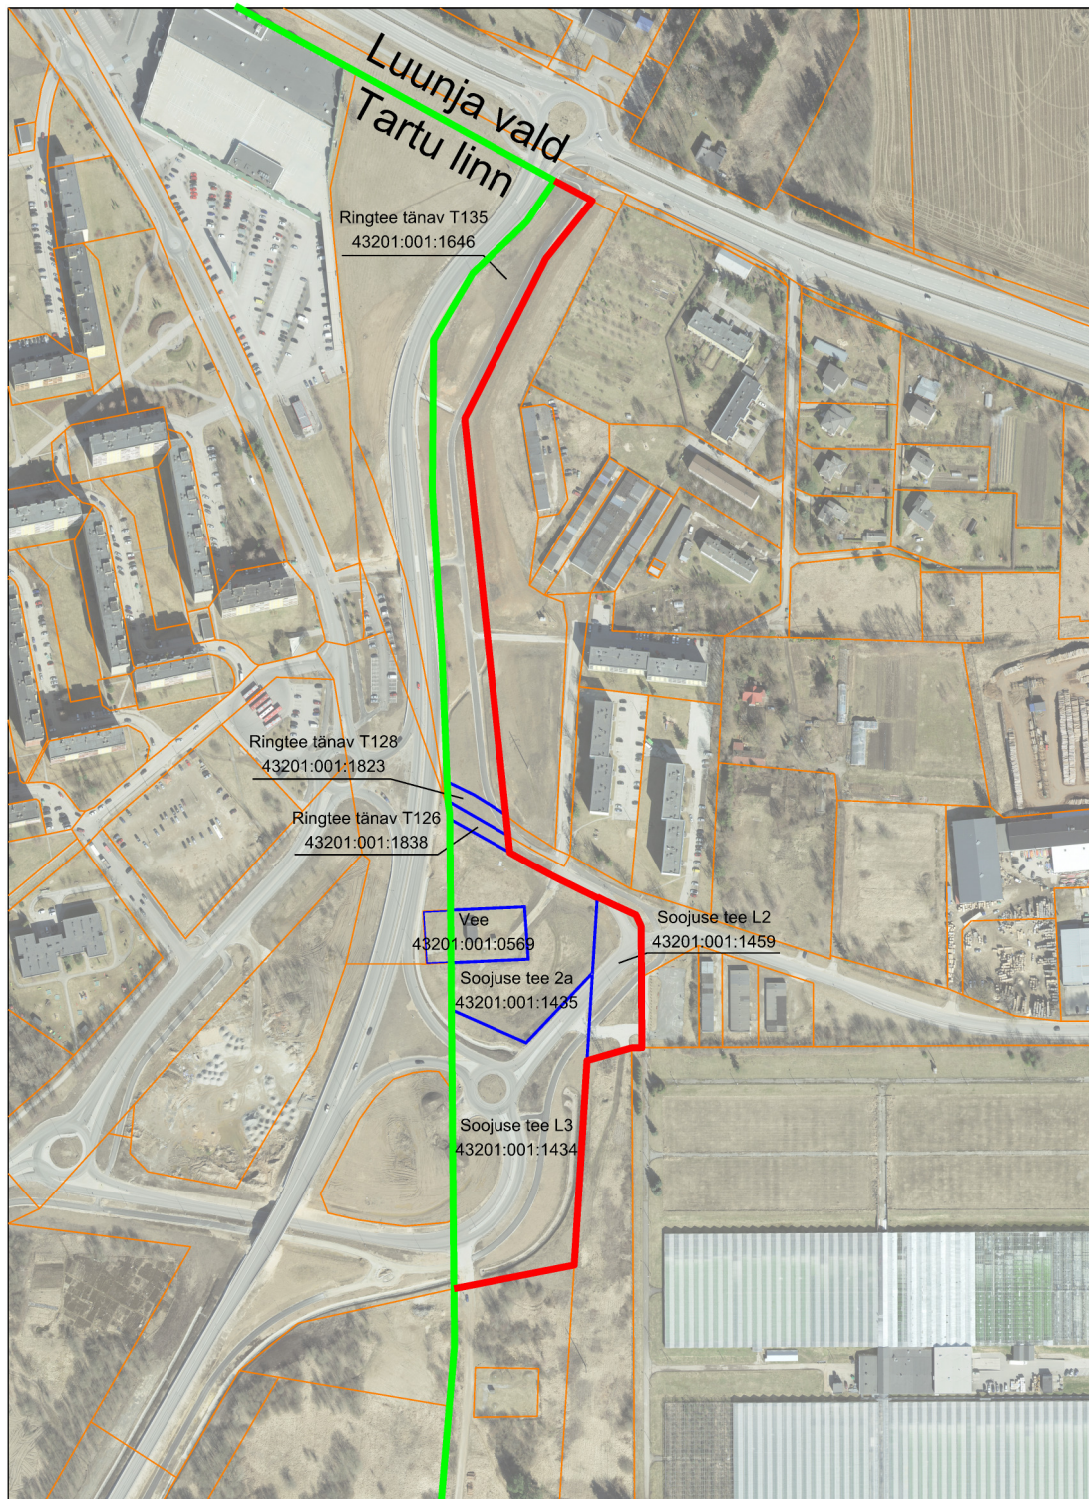 Luunja vald
Tartu linn
Ringtee tänav T135
43201:001:1646
Ringtee tänav T128
43201:001:1823
Ringtee tänav T126
43201:001:1838
Vee
43201:001:0569
Soojuse tee L2
43201:001:1459
Soojuse tee 2a
43201:001:1435
Soojuse tee L3
43201:001:1434